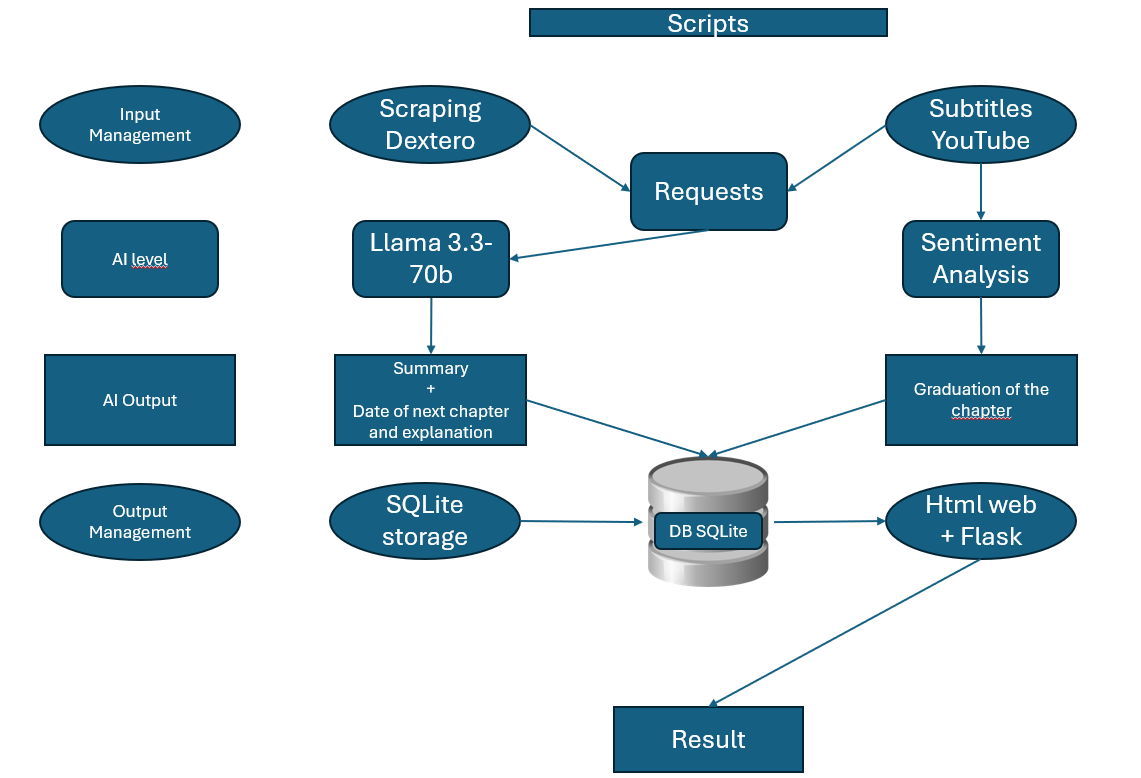 Scripts
Input
Management
Scraping
Dextero
Subtitles
YouTube
Requests
AI level
Llama 3.3-
70b
Sentiment
Analysis
AI Output
Summary
+
Date of next chapter
and explanation
Graduation of the
chapter
Output
Management
SQLite
storage
DB SQLite
Html web
+ Flask
Result